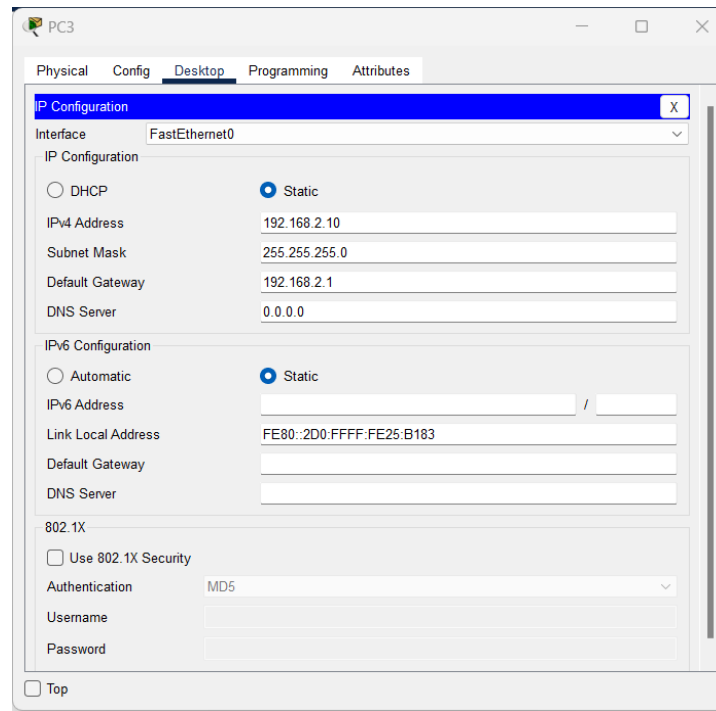 PC3
Physical Config Desktop Programming Attributes
IP Configuration X
Interface FastEthernet0
IP Configuration
DHCP Static
IPv4 Address 192.168.2.10
Subnet Mask 255.255.255.0
Default Gateway 192.168.2.1
DNS Server 0.0.0.0
IPv6 Configuration
Automatic Static
IPv6 Address /
Link Local Address FE80::2D0:FFFF:FE25:B183
Default Gateway
DNS Server
802.1X
Use 802.1X Security
Authentication MD5
Username
Password
Top